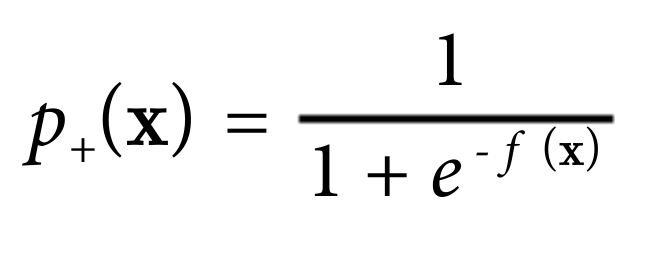 p₊(x) = 1 / (1 + e^{-f(x)})